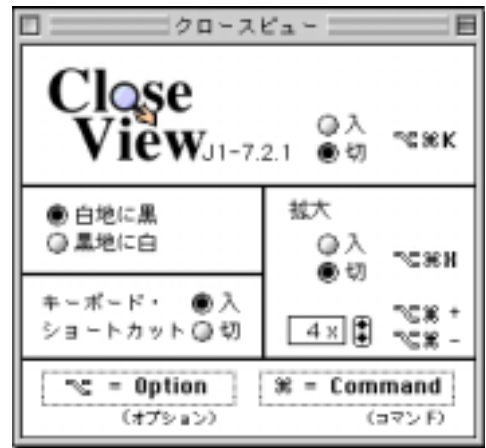 クロースビュー
Close
View J1-7.2.1
入
切
⌥⌘K
白地に黒
黒地に白
キーボード・
ショートカット
入
切
拡大
入
切
⌥⌘H
4x
⌥⌘ +
⌥⌘ -
⌥ = Option
(オプション)
⌘ = Command
(コマンド)